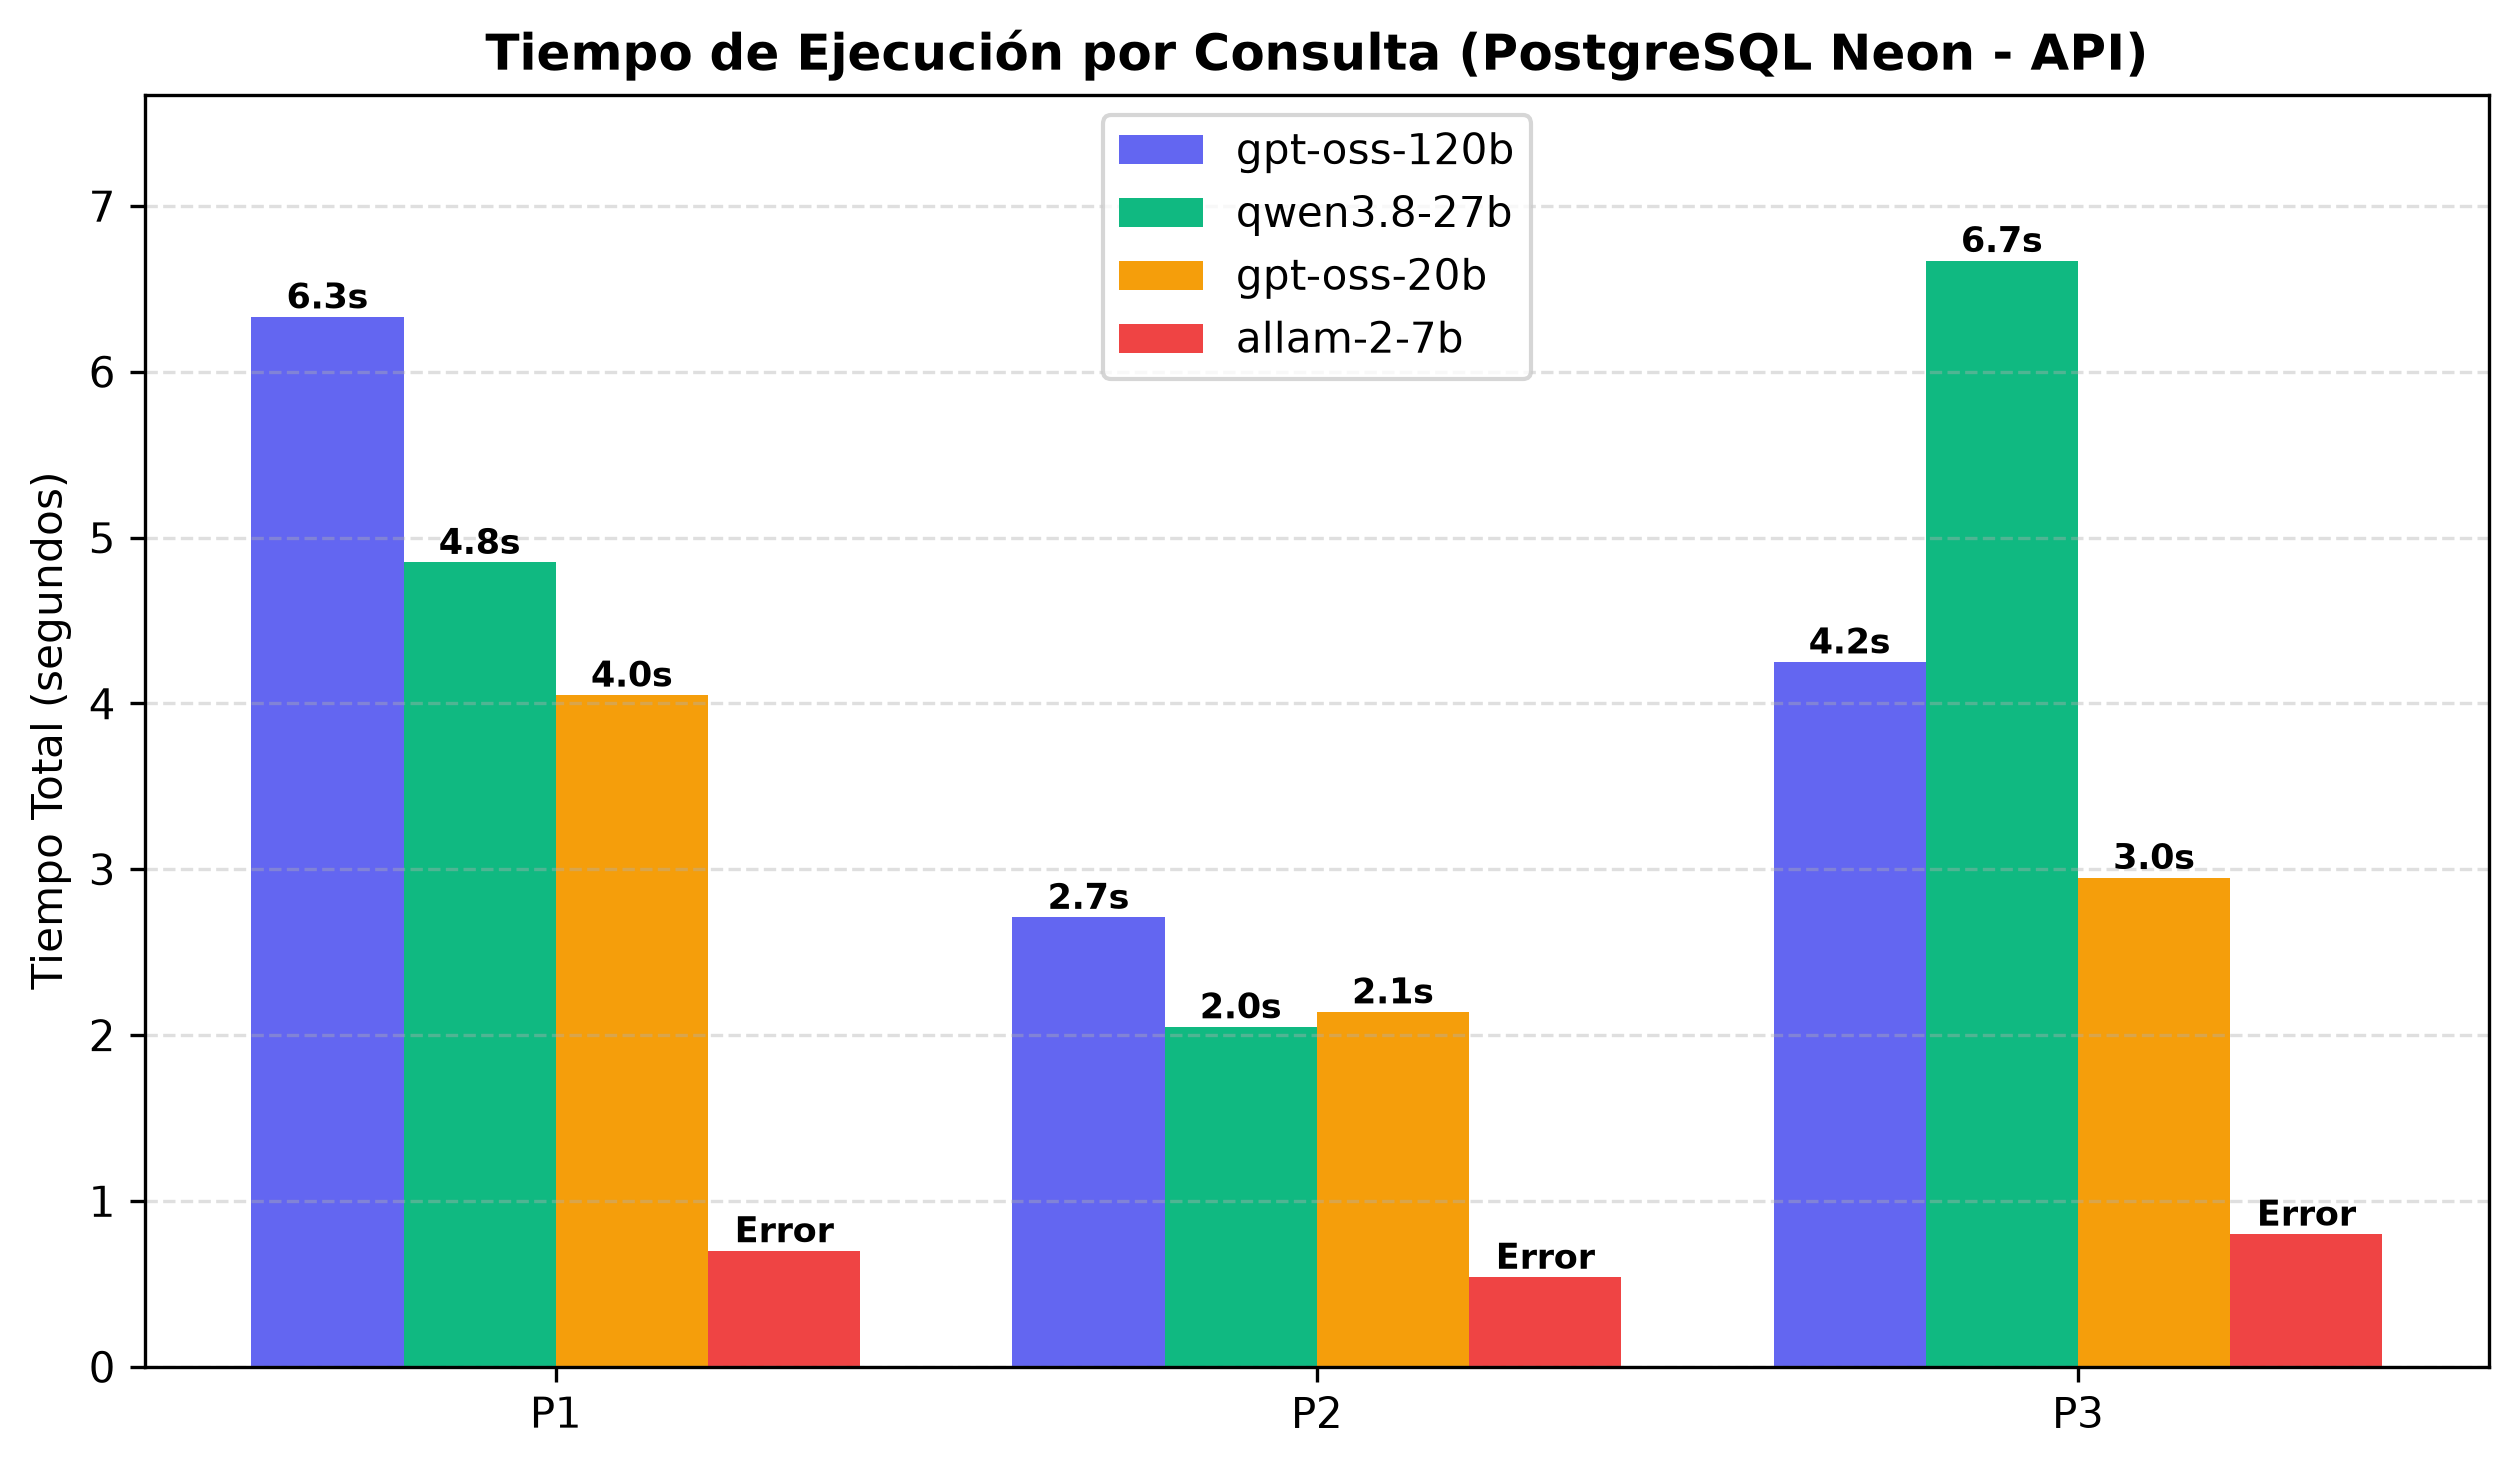 Tiempo de Ejecución por Consulta (PostgreSQL Neon - API)
gpt-oss-120b
qwen3.8-27b
gpt-oss-20b
allam-2-7b
Tiempo Total (segundos)
7
6
5
4
3
2
1
0
6.3s
4.8s
4.0s
Error
2.7s
2.0s
2.1s
Error
4.2s
6.7s
3.0s
Error
P1
P2
P3